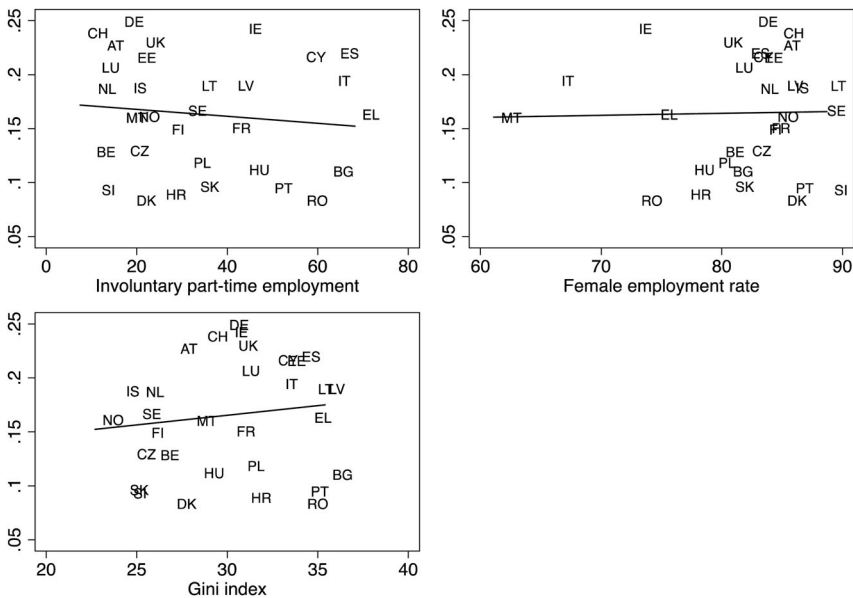 .25
.2
.15
.1
.05
DE
CH
IE
AT
UK
UE
CY
ES
LU
NL
IS
LT
LV
IT
SE
MT
NO
EL
FI
FR
BE
CZ
PL
HU
BG
SI
SK
PT
DK
HR
RO
0
20
40
60
80
Involuntary part-time employment
IE
DE
CH
UK
AT
ES
CY
EE
LU
IT
NL
LV
IS
LT
SE
MT
EL
NO
FR
FI
BE
CZ
PL
HU
BG
SK
PT
SI
RO
HR
DK
60
70
80
90
Female employment rate
.25
.2
.15
.1
.05
DE
IE
CH
AT
UK
CY
EE
ES
LU
IT
IS
NL
LT
LV
NO
SE
MT
EL
FI
FR
CZ
BE
PL
HU
BG
SK
SI
PT
DK
HR
RO
20
25
30
35
40
Gini index